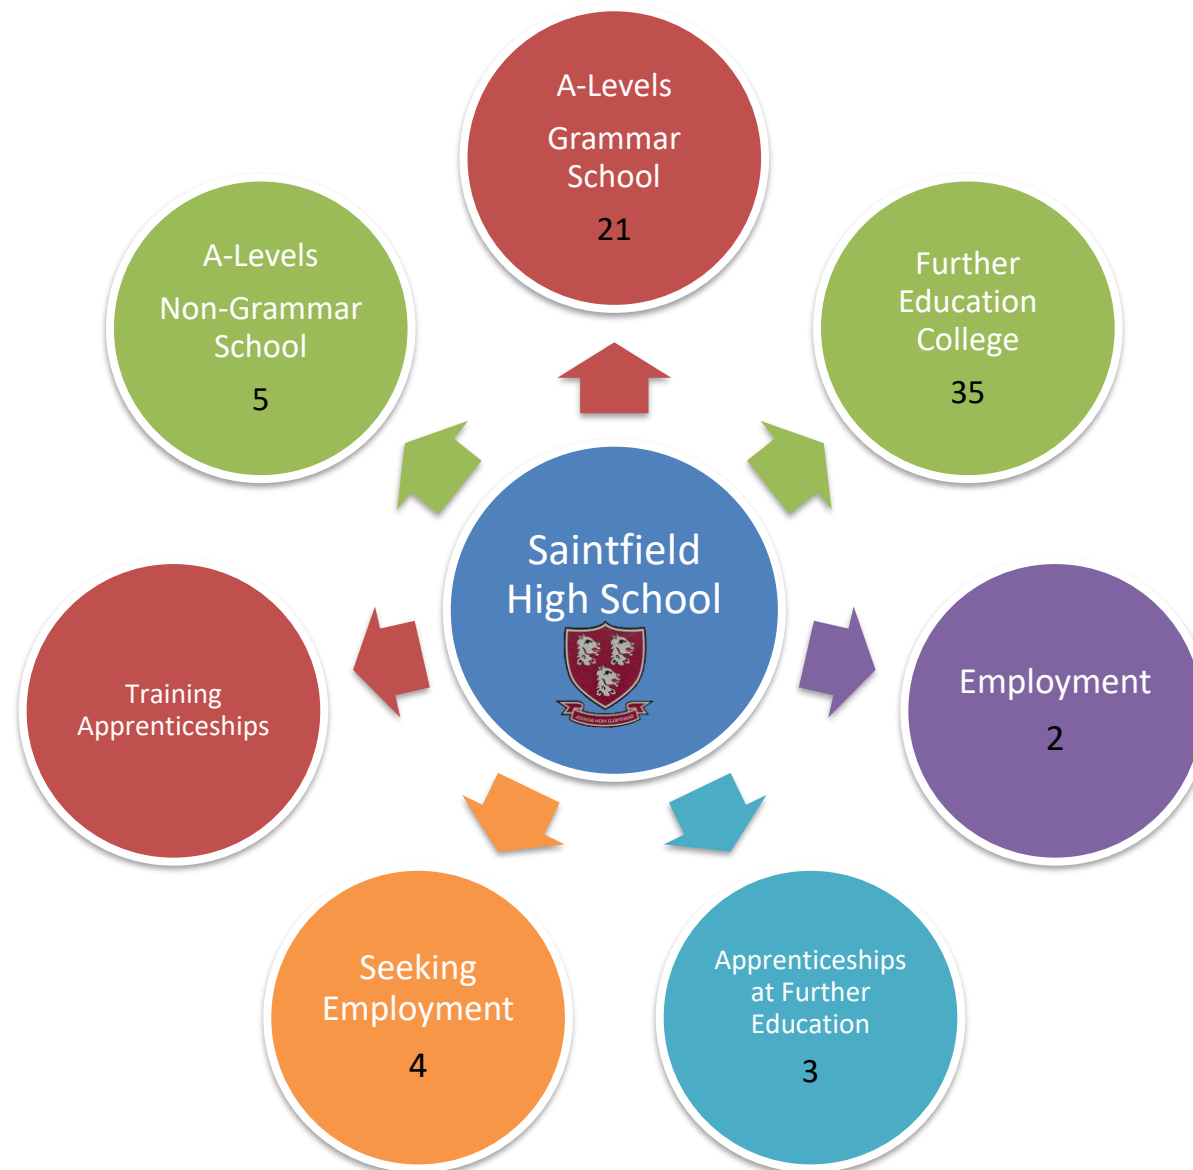 A-Levels
Grammar
School
21
Further
Education
College
35
Employment
2
Apprenticeships
at Further
Education
3
Seeking
Employment
4
Training
Apprenticeships
A-Levels
Non-Grammar
School
5
Saintfield
High School